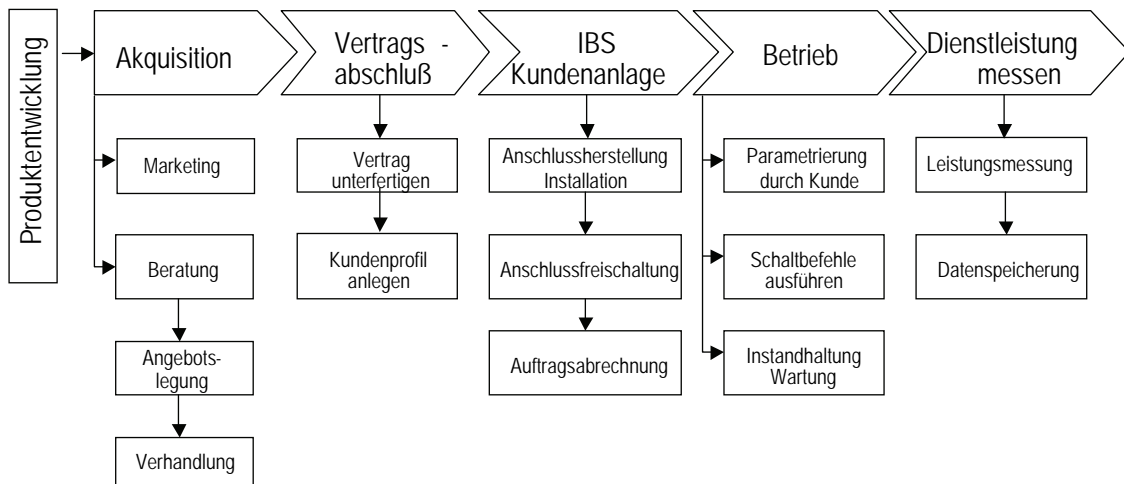 Produktentwicklung
Akquisition
Marketing
Beratung
Angebots-
legung
Verhandlung
Vertrags -
abschluß
Vertrag
unterfertigen
Kundenprofil
anlegen
IBS
Kundenanlage
Anschlussherstellung
Installation
Anschlussfreischaltung
Auftragsabrechnung
Betrieb
Parametrierung
durch Kunde
Schaltbefehle
ausführen
Instandhaltung
Wartung
Dienstleistung
messen
Leistungsmessung
Datenspeicherung